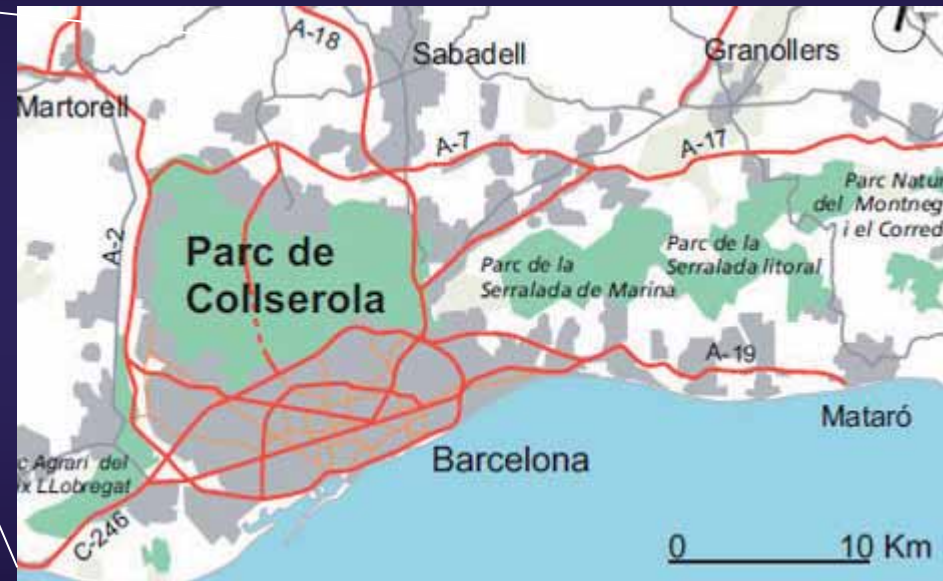 A-18
Sabadell
Granollers
Martorell
A-7
A-17
A-2
Parc de
Collserola
Parc de la
Serralada de Marina
Parc de la
Serralada litoral
Parc Natur
del Montneg
i el Corred
A-19
Mataró
Barcelona
c Agrari del
ix LLobregat
C-246
0 10 Km